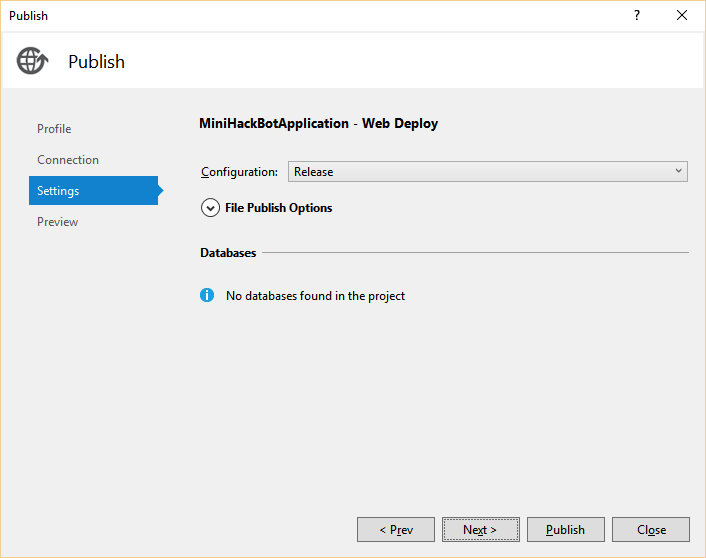 Publish
?
Publish
Profile
Connection
Settings
Preview
MiniHackBotApplication - Web Deploy
Configuration: Release
File Publish Options
Databases
No databases found in the project
< Prev Next > Publish Close